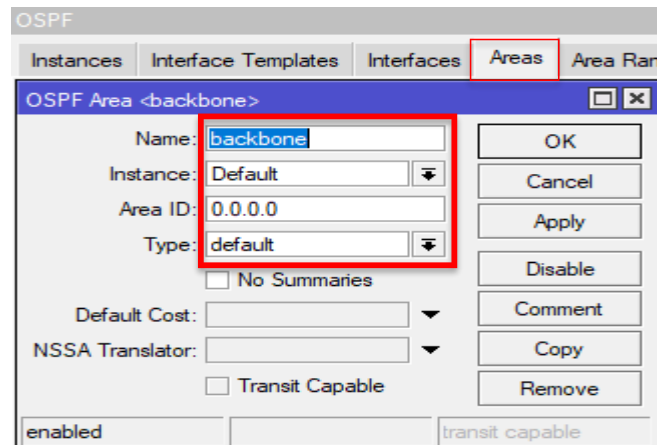 OSPF
Instances Interface Templates Interfaces Areas Area Ran
OSPF Area <backbone>
Name: backbone OK
Instance: Default Cancel
Area ID: 0.0.0.0 Apply
Type: default
No Summaries Disable
Default Cost: Comment
NSSA Translator: Copy
Transit Capable Remove
enabled transit capable